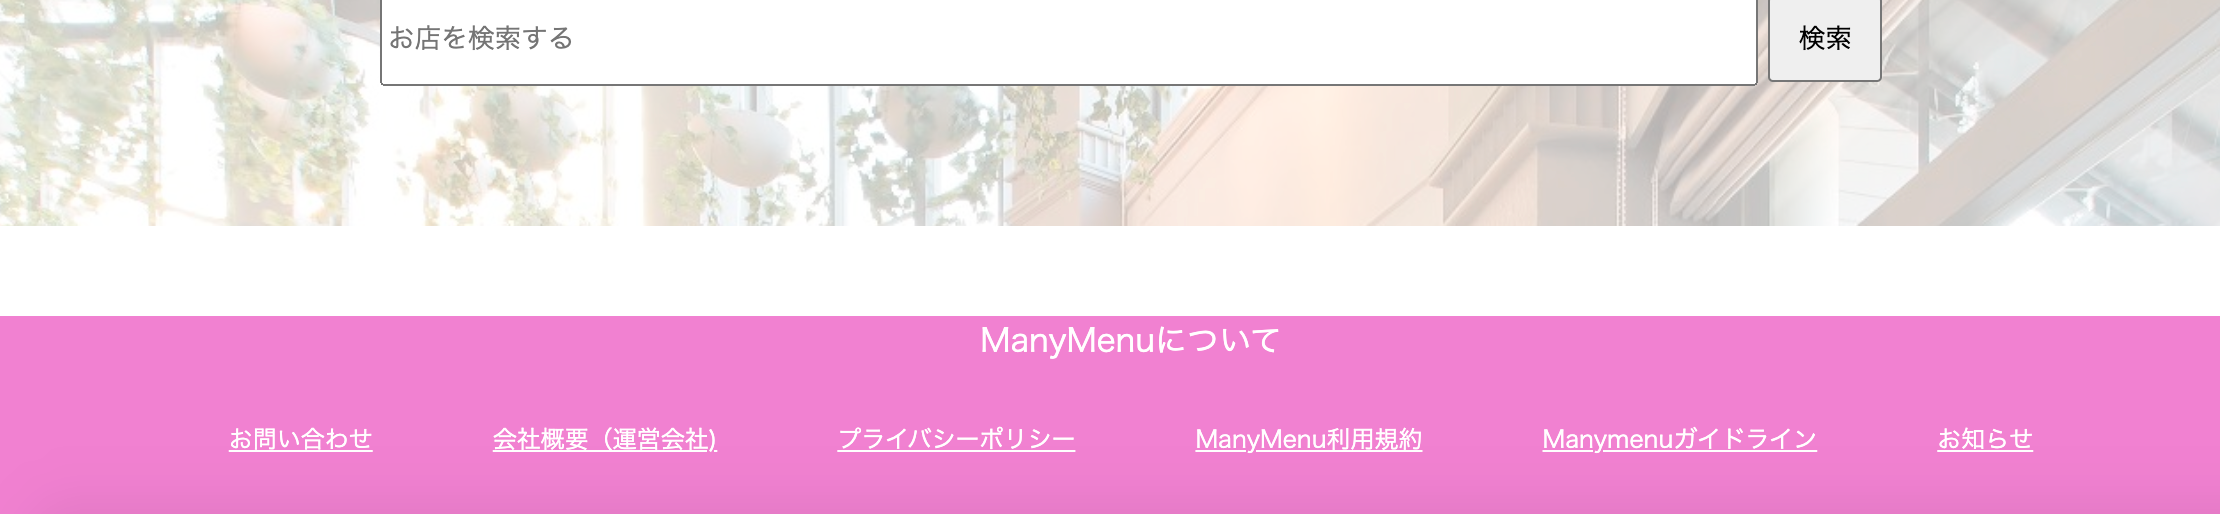 お店を検索する
検索
ManyMenuについて
お問い合わせ 会社概要（運営会社) プライバシーポリシー ManyMenu利用規約 Manymenuガイドライン お知らせ